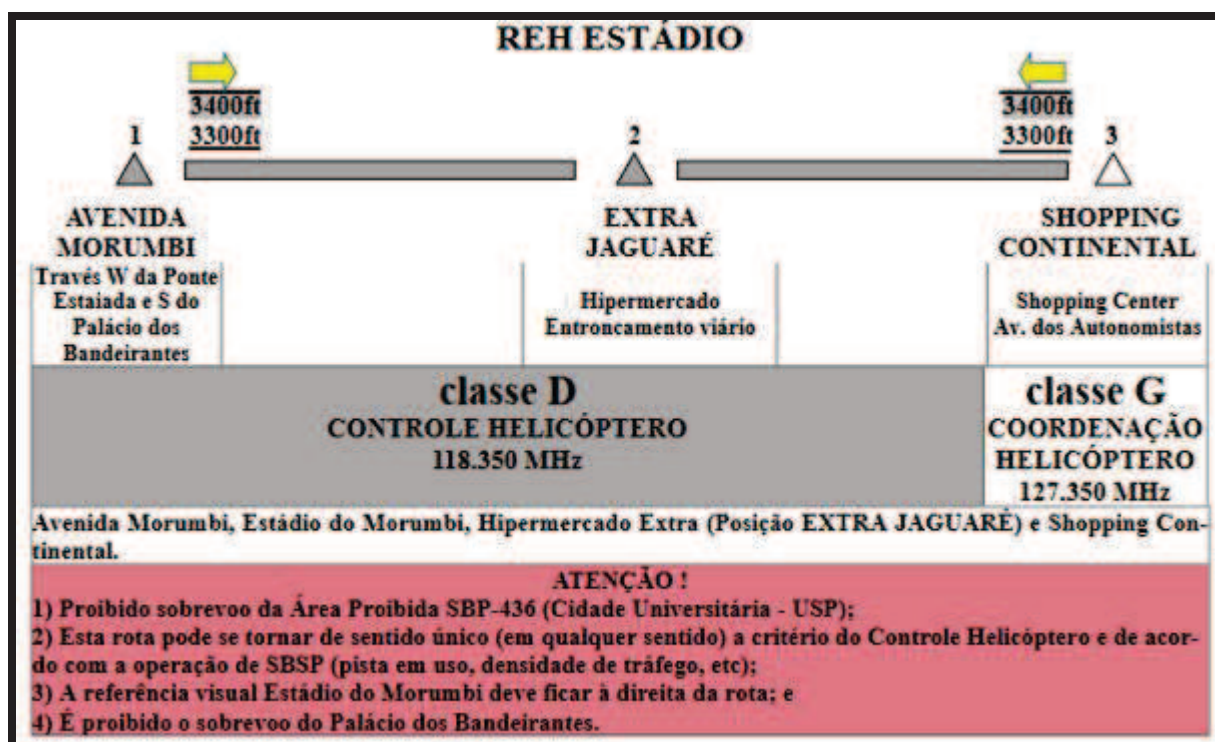 REH ESTÁDIO
3400ft
3300ft
3400ft
3300ft
1
2
3
AVENIDA
MORUMBI
EXTRA
JAGUARÉ
SHOPPING
CONTINENTAL
Través W da Ponte
Estaiada e S do
Palácio dos
Bandeirantes
Hipermercado
Entroncamento viário
Shopping Center
Av. dos Autonomistas
classe D
CONTROLE HELICÓPTERO
118.350 MHz
classe G
COORDENAÇÃO
HELICÓPTERO
127.350 MHz
Avenida Morumbi, Estádio do Morumbi, Hipermercado Extra (Posição EXTRA JAGUARÉ) e Shopping Con-
tinental.
ATENÇÃO !
1) Proibido sobrevoo da Área Proibida SBP-436 (Cidade Universitária - USP);
2) Esta rota pode se tornar de sentido único (em qualquer sentido) a critério do Controle Helicóptero e de acor-
do com a operação de SBSP (pista em uso, densidade de tráfego, etc);
3) A referência visual Estádio do Morumbi deve ficar à direita da rota; e
4) É proibido o sobrevoo do Palácio dos Bandeirantes.